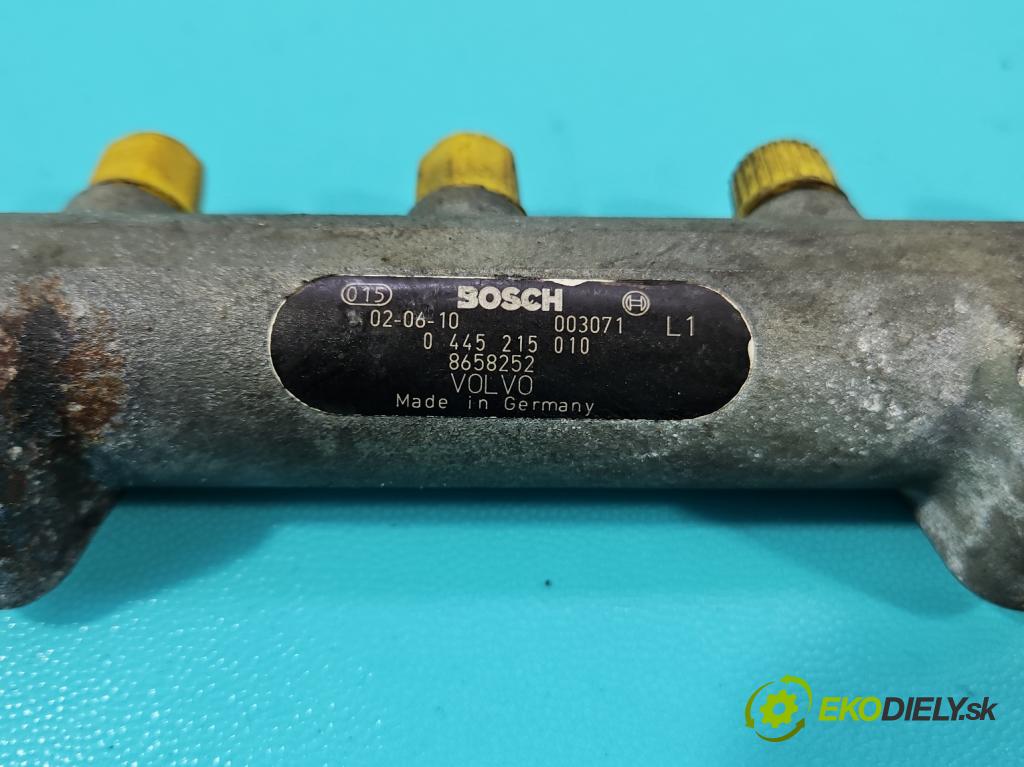 015 BOSCH
02-06-10 003071 L1
0 445 215 010
8658252
VOLVO
Made in Germany
EKODIELY.sk